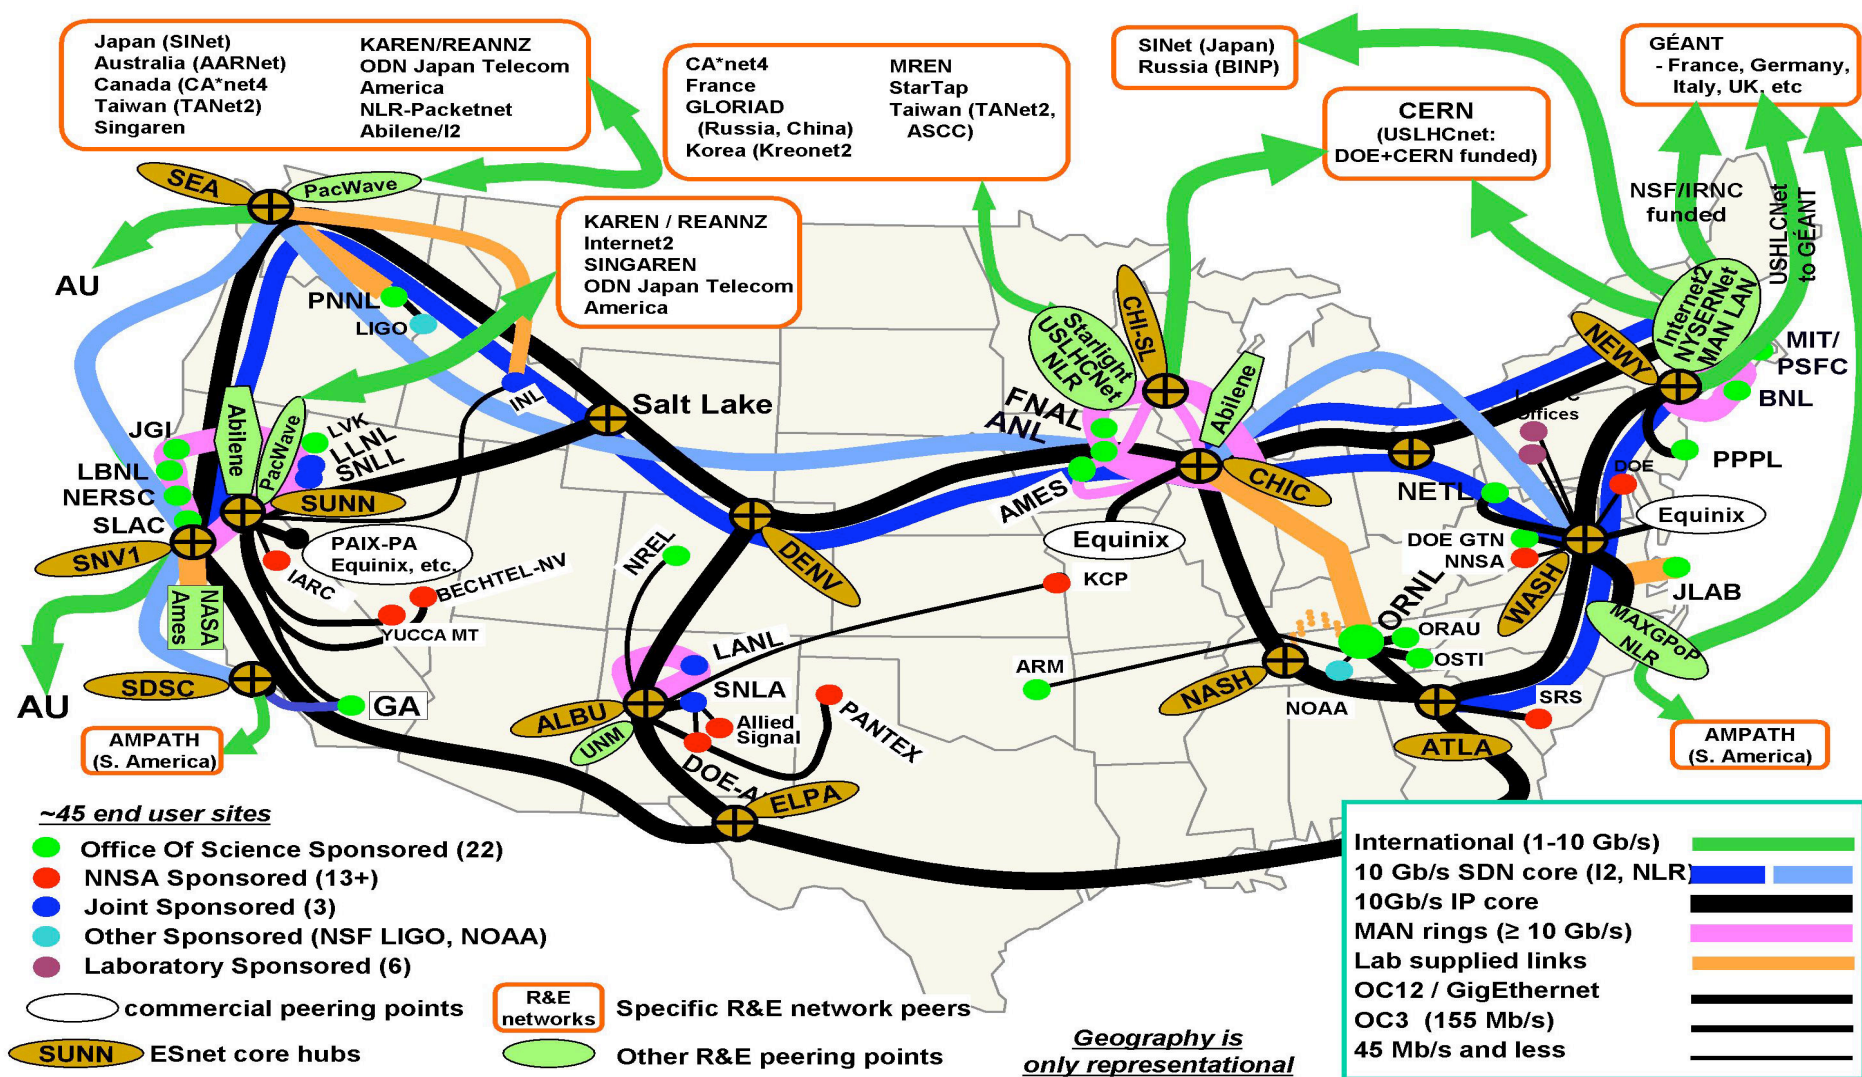 Japan (SINet)
Australia (AARNet)
Canada (CA*net4
Taiwan (TANet2)
Singaren
KAREN/REANNZ
ODN Japan Telecom
America
NLR-Packetnet
Abilene/I2
CA*net4
France
GLORIAD
(Russia, China)
Korea (Kreonet2
MREN
StarTap
Taiwan (TANet2,
ASCC)
SINet (Japan)
Russia (BINP)
GÉANT
- France, Germany,
Italy, UK, etc
CERN
(USLHCnet:
DOE+CERN funded)
KAREN / REANNZ
Internet2
SINGAREN
ODN Japan Telecom
America
NSF/IRNC
funded
USHLCNet
to GÉANT
SEA
PacWave
AU
PNNL
LIGO
INL
Salt Lake
CHI-SL
Starlight
USLHCNet
NLR
Abilene
FNAL
ANL
AMES
CHIC
Equinix
Internet2
NYSERNet
MAN LAN
NEWY
MIT/
PSFC
BNL
PPPL
Offices
DOE
NETL
Equinix
DOE GTN
NNSA
WASH
JLAB
MAXGPoP
NLR
JGI
LBNL
NERSC
SLAC
Abilene
PacWave
LVK
LLNL
SNLL
SUNN
SNV1
PAIX-PA
Equinix, etc.
NASA
Ames
IARC
BECHTEL-NV
YUCCA MT
NREL
DENV
KCP
ORNL
ORAU
OSTI
ARM
NASH
NOAA
SRS
ATLA
AMPATH
(S. America)
AU
SDSC
GA
AMPATH
(S. America)
LANL
SNLA
ALBU
UNM
Allied
Signal
PANTEX
ELPA
~45 end user sites
Office Of Science Sponsored (22)
NNSA Sponsored (13+)
Joint Sponsored (3)
Other Sponsored (NSF LIGO, NOAA)
Laboratory Sponsored (6)
commercial peering points
SUNN
ESnet core hubs
R&E
networks
Specific R&E network peers
Other R&E peering points
Geography is
only representational
International (1-10 Gb/s)
10 Gb/s SDN core (I2, NLR)
10Gb/s IP core
MAN rings (≥ 10 Gb/s)
Lab supplied links
OC12 / GigEthernet
OC3 (155 Mb/s)
45 Mb/s and less